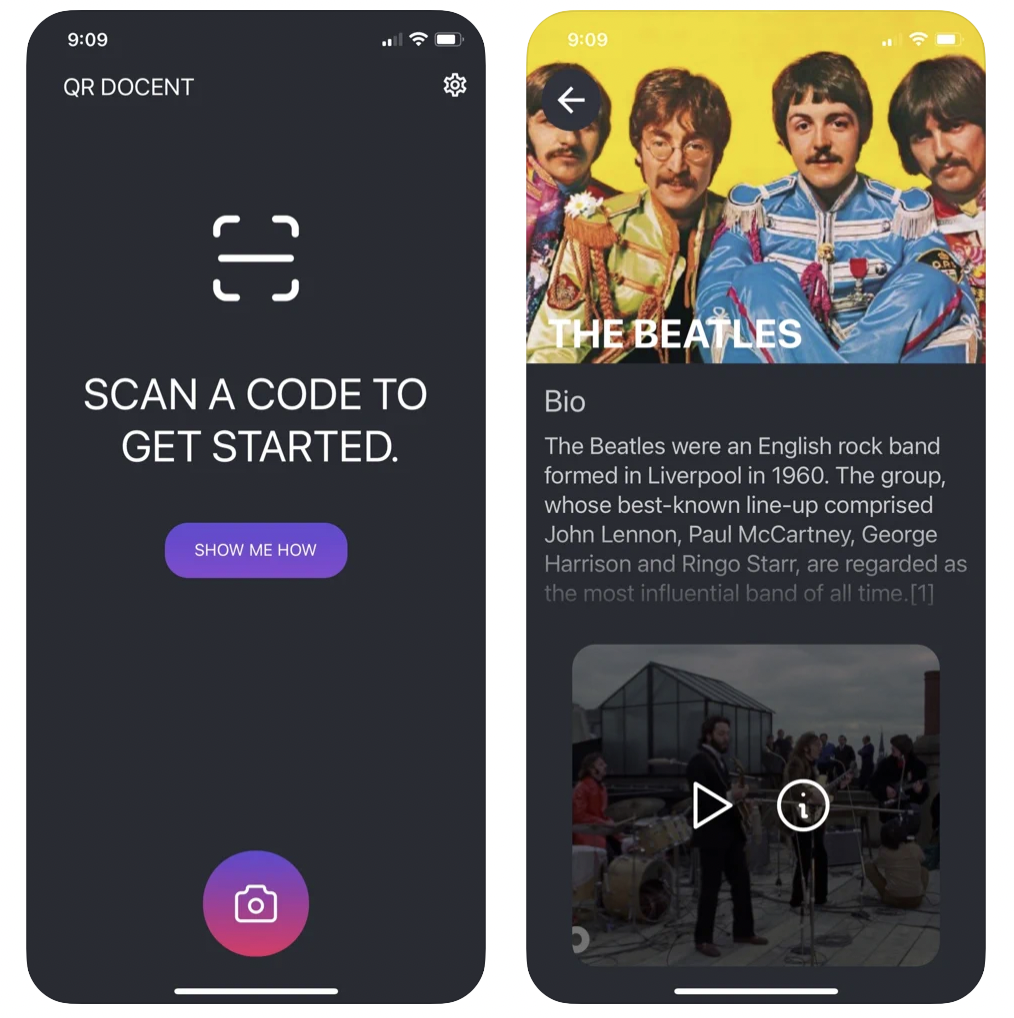 9:09
QR DOCENT
SCAN A CODE TO
GET STARTED.
SHOW ME HOW
9:09
THE BEATLES
Bio
The Beatles were an English rock band
formed in Liverpool in 1960. The group,
whose best-known line-up comprised
John Lennon, Paul McCartney, George
Harrison and Ringo Starr, are regarded as
the most influential band of all time.[1]